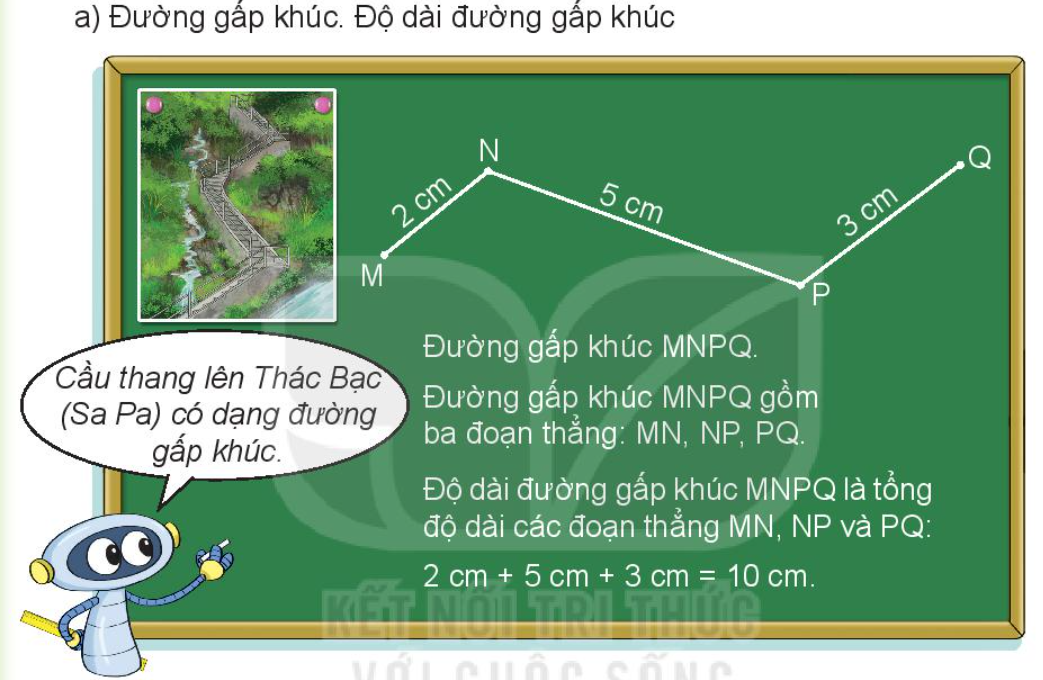 a) Đường gấp khúc. Độ dài đường gấp khúc
N
Q
2 cm
5 cm
3 cm
M
P
Đường gấp khúc MNPQ.
Cầu thang lên Thác Bạc
(Sa Pa) có dạng đường
gấp khúc.
Đường gấp khúc MNPQ gồm
ba đoạn thẳng: MN, NP, PQ.
Độ dài đường gấp khúc MNPQ là tổng
độ dài các đoạn thẳng MN, NP và PQ:
2 cm + 5 cm + 3 cm = 10 cm.
KẾT NỐI TRI THỨC
VỚI CUỘC SỐNG